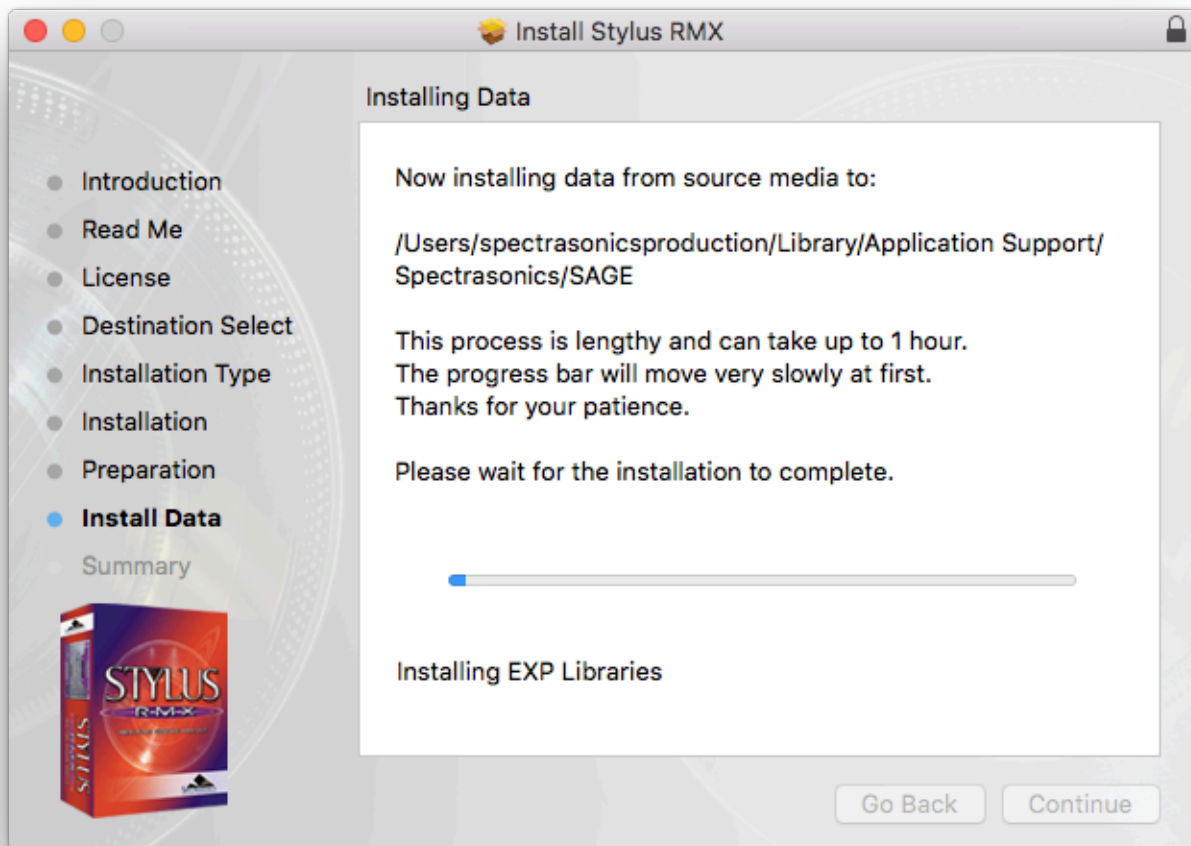 Install Stylus RMX
Installing Data
Introduction
Read Me
License
Destination Select
Installation Type
Installation
Preparation
Install Data
Summary
Now installing data from source media to:
/Users/spectrasonicsproduction/Library/Application Support/
Spectrasonics/SAGE
This process is lengthy and can take up to 1 hour.
The progress bar will move very slowly at first.
Thanks for your patience.
Please wait for the installation to complete.
Installing EXP Libraries
STYLUS
R·M·X
STYLUS
Go Back
Continue